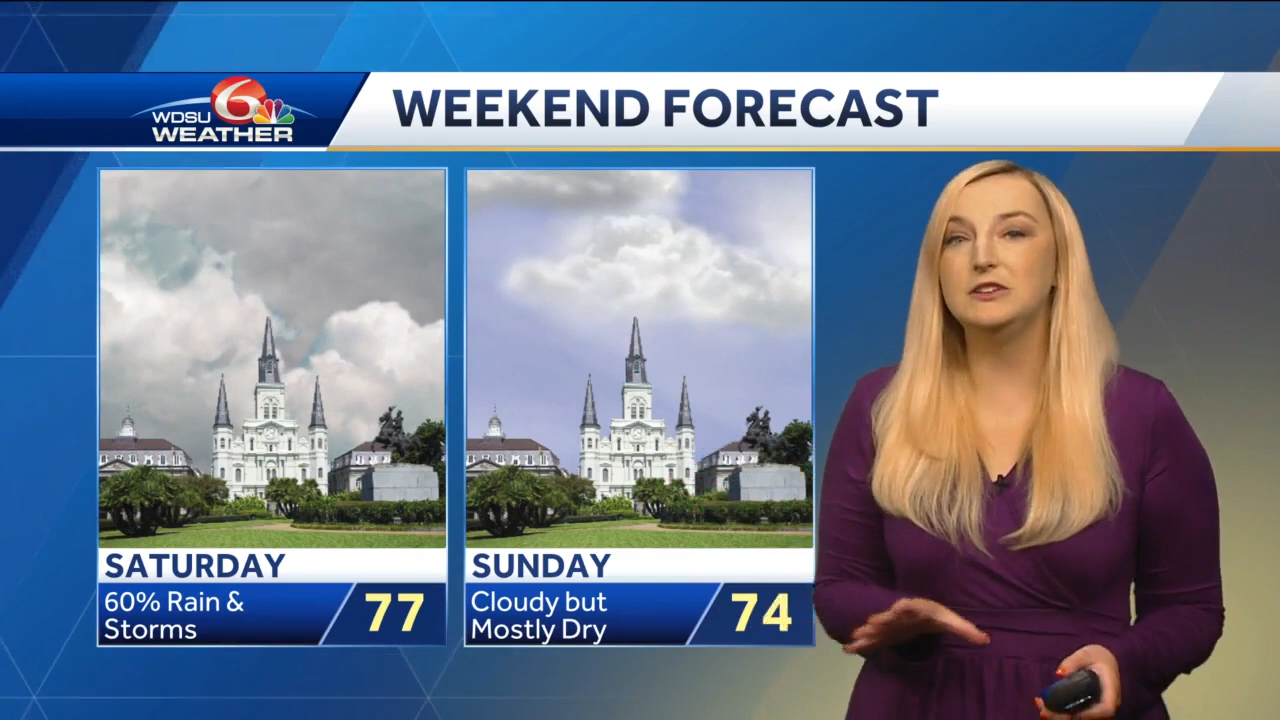 WDSU 6
WEATHER
WEEKEND FORECAST
SATURDAY
60% Rain &
Storms
77
SUNDAY
Cloudy but
Mostly Dry
74